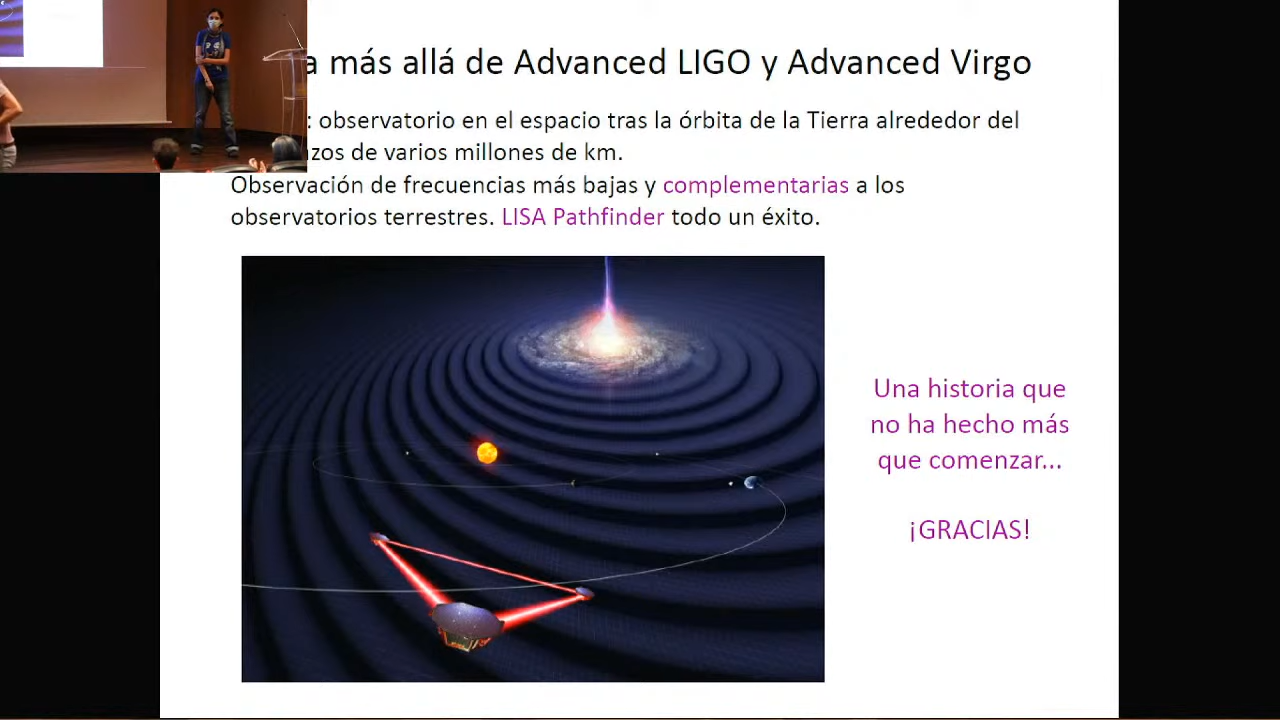 más allá de Advanced LIGO y Advanced Virgo
: observatorio en el espacio tras la órbita de la Tierra alrededor del
de varios millones de km.
Observación de frecuencias más bajas y complementarias a los
observatorios terrestres. LISA Pathfinder todo un éxito.
Una historia que
no ha hecho más
que comenzar...
¡GRACIAS!